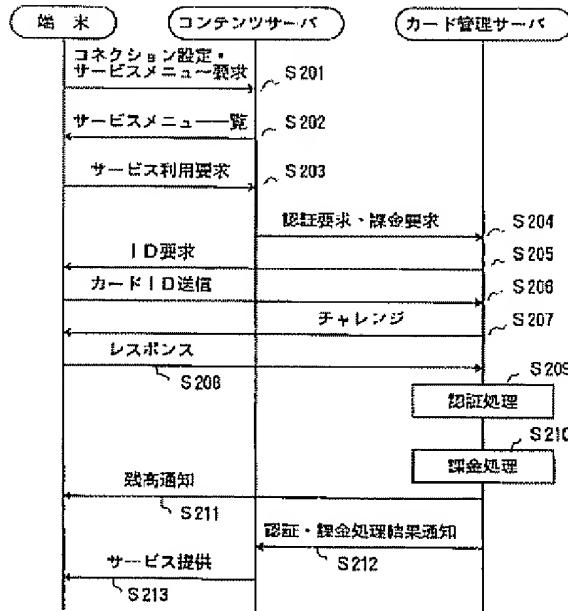 端 末
コンテンツサーバ
カード管理サーバ
コネクション設定・
サービスメニュー要求
S201
サービスメニュー一覧
S202
サービス利用要求
S203
認証要求・課金要求
S204
ID要求
S205
カードID送信
S206
チャレンジ
S207
レスポンス
S208
S209
認証処理
S210
課金処理
残高通知
S211
認証・課金処理結果通知
S212
サービス提供
S213